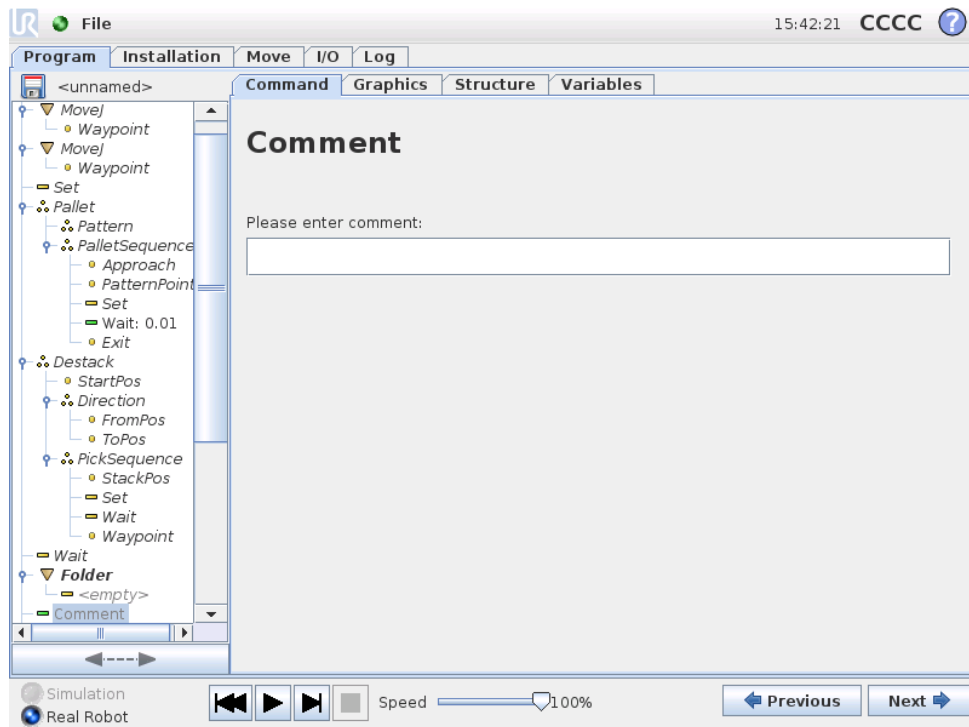 UR File 15:42:21 CCCC ?
Program Installation Move I/O Log
<unnamed>
Command Graphics Structure Variables
MoveJ
Waypoint
MoveJ
Waypoint
Set
Pallet
Pattern
PalletSequence
Approach
PatternPoint
Set
Wait: 0.01
Exit
Destack
StartPos
Direction
FromPos
ToPos
PickSequence
StackPos
Set
Wait
Waypoint
Wait
Folder
<empty>
Comment
Comment
Please enter comment:
Simulation
Real Robot
Speed 100%
Previous Next